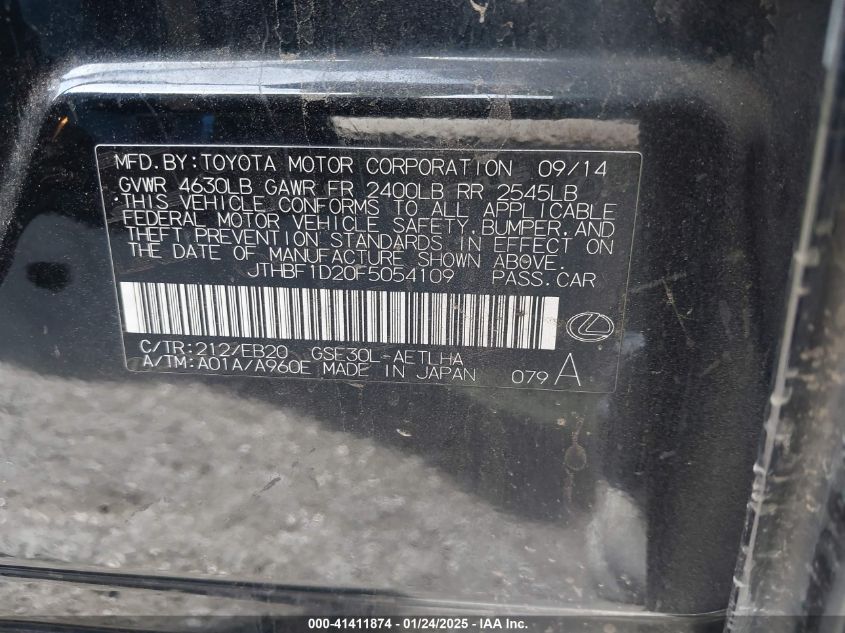 MFD.BY:TOYOTA MOTOR CORPORATION 09/14
GVWR 4630LB GAWR FR 2400LB RR 2545LB
THIS VEHICLE CONFORMS TO ALL APPLICABLE
FEDERAL MOTOR VEHICLE SAFETY,BUMPER,AND
THEFT PREVENTION STANDARDS IN EFFECT ON
THE DATE OF MANUFACTURE SHOWN ABOVE.
JTHBF1D20F5054109 PASS.CAR
C/TR:212/EB20 GSE30L-AETLHA
A/TM:A01A/A960E MADE IN JAPAN 079 A
000-41411874 - 01/24/2025 - IAA Inc.